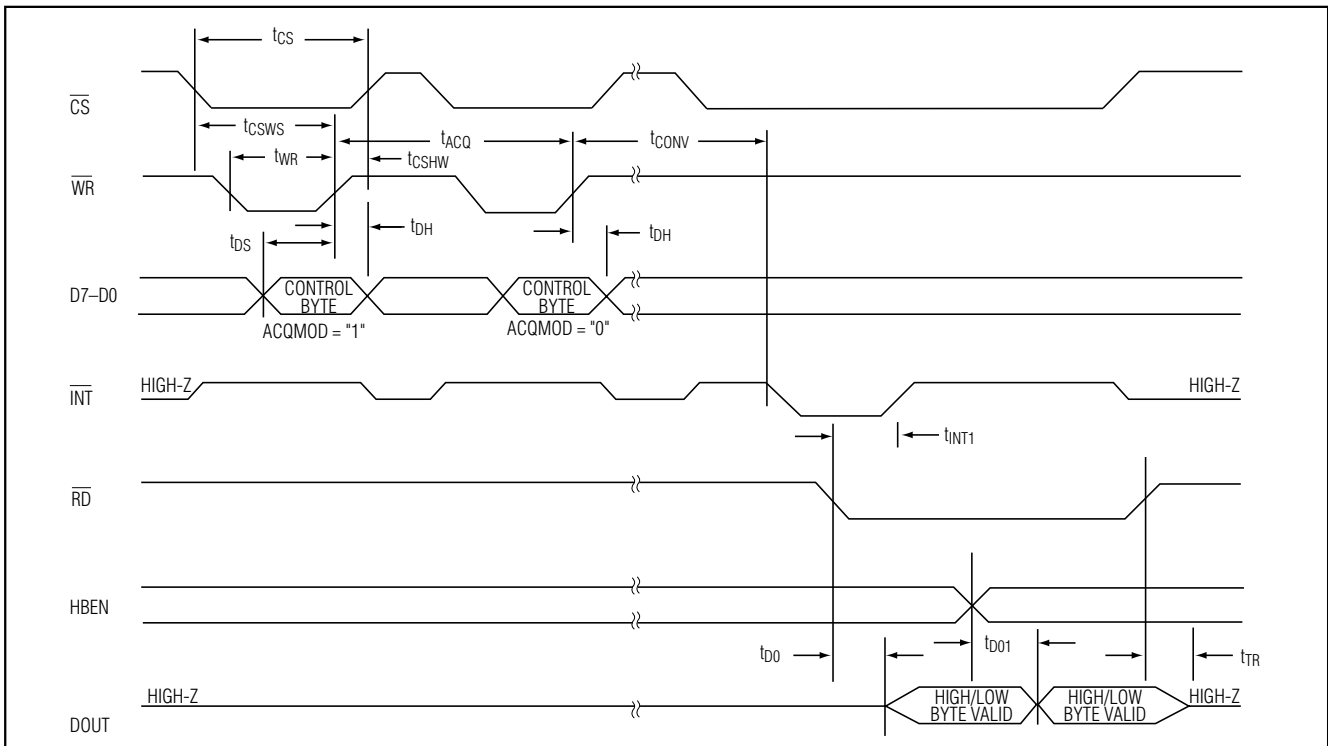 tCS
CS
tCSWS
tACQ
tCONV
tWR
tCSHW
WR
tDS
tDH
tDH
D7–D0
CONTROL
BYTE
CONTROL
BYTE
ACQMOD = "1"
ACQMOD = "0"
INT
HIGH-Z
HIGH-Z
tINT1
RD
HBEN
tD0
tD01
tTR
HIGH-Z
HIGH/LOW
BYTE VALID
HIGH/LOW
BYTE VALID
HIGH-Z
DOUT